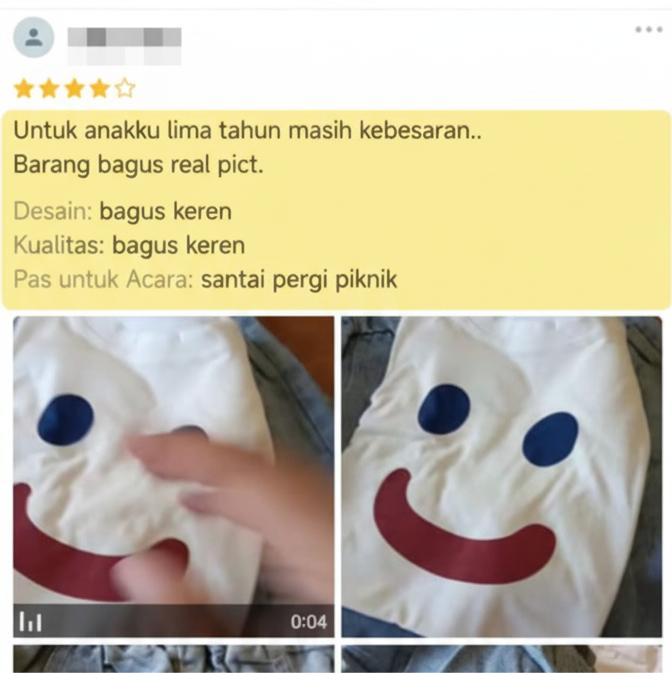 Untuk anakku lima tahun masih kebesaran..
Barang bagus real pict.
Desain: bagus keren
Kualitas: bagus keren
Pas untuk Acara: santai pergi piknik
0:04